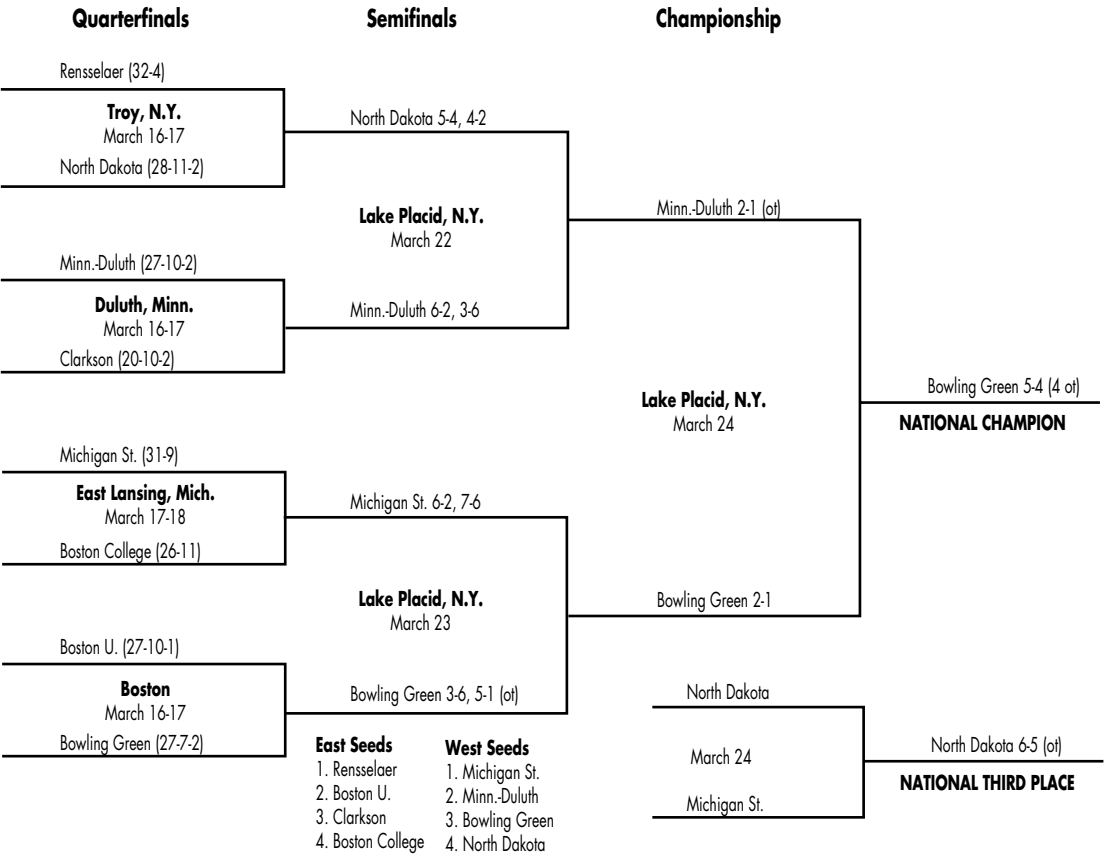 Quarterfinals
Semifinals
Championship
Rensselaer (32-4)
Troy, N.Y.
March 16-17
North Dakota (28-11-2)
Minn.-Duluth (27-10-2)
Duluth, Minn.
March 16-17
Clarkson (20-10-2)
Michigan St. (31-9)
East Lansing, Mich.
March 17-18
Boston College (26-11)
Boston U. (27-10-1)
Boston
March 16-17
Bowling Green (27-7-2)
North Dakota 5-4, 4-2
Lake Placid, N.Y.
March 22
Minn.-Duluth 6-2, 3-6
Michigan St. 6-2, 7-6
Lake Placid, N.Y.
March 23
Bowling Green 3-6, 5-1 (ot)
Minn.-Duluth 2-1 (ot)
Lake Placid, N.Y.
March 24
Bowling Green 2-1
Bowling Green 5-4 (4 ot)
NATIONAL CHAMPION
East Seeds
1. Rensselaer
2. Boston U.
3. Clarkson
4. Boston College
West Seeds
1. Michigan St.
2. Minn.-Duluth
3. Bowling Green
4. North Dakota
North Dakota
March 24
Michigan St.
North Dakota 6-5 (ot)
NATIONAL THIRD PLACE